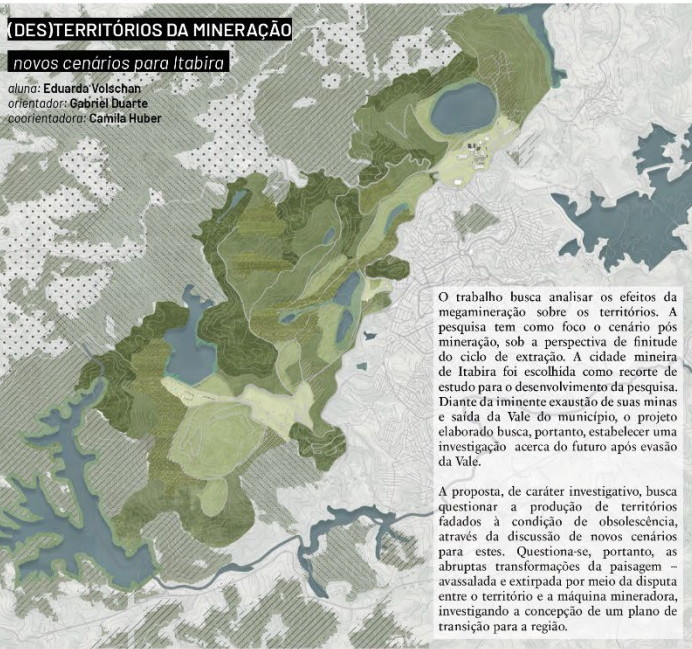 (DES)TERRITÓRIOS DA MINERAÇÃO
novos cenários para Itabira
aluna: Eduarda Volschan
orientador: Gabriel Duarte
coorientadora: Camila Huber
O trabalho busca analisar os efeitos da
megamineração sobre os territórios. A
pesquisa tem como foco o cenário pós
mineração, sob a perspectiva de finitude
do ciclo de extração. A cidade mineira
de Itabira foi escolhida como recorte de
estudo para o desenvolvimento da pesquisa.
Diante da iminente exaustão de suas minas
e saída da Vale do município, o projeto
elaborado busca, portanto, estabelecer uma
investigação acerca do futuro após evasão
da Vale.
A proposta, de caráter investigativo, busca
questionar a produção de territórios
fadados à condição de obsolescência,
através da discussão de novos cenários
para estes. Questiona-se, portanto, as
abruptas transformações da paisagem –
avassalada e extirpada por meio da disputa
entre o território e a máquina mineradora,
investigando a concepção de um plano de
transição para a região.